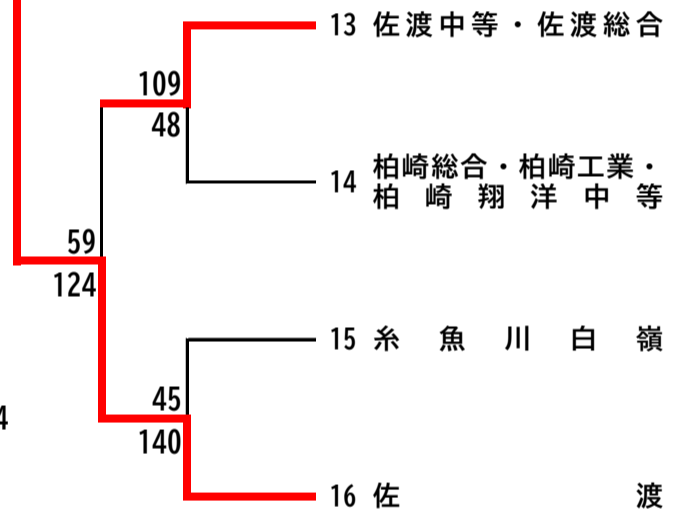 13 佐渡中等・佐渡総合
109
48
14 柏崎総合・柏崎工業・
柏崎翔洋中等
59
124
15 糸魚川白嶺
45
4
140
16 佐渡